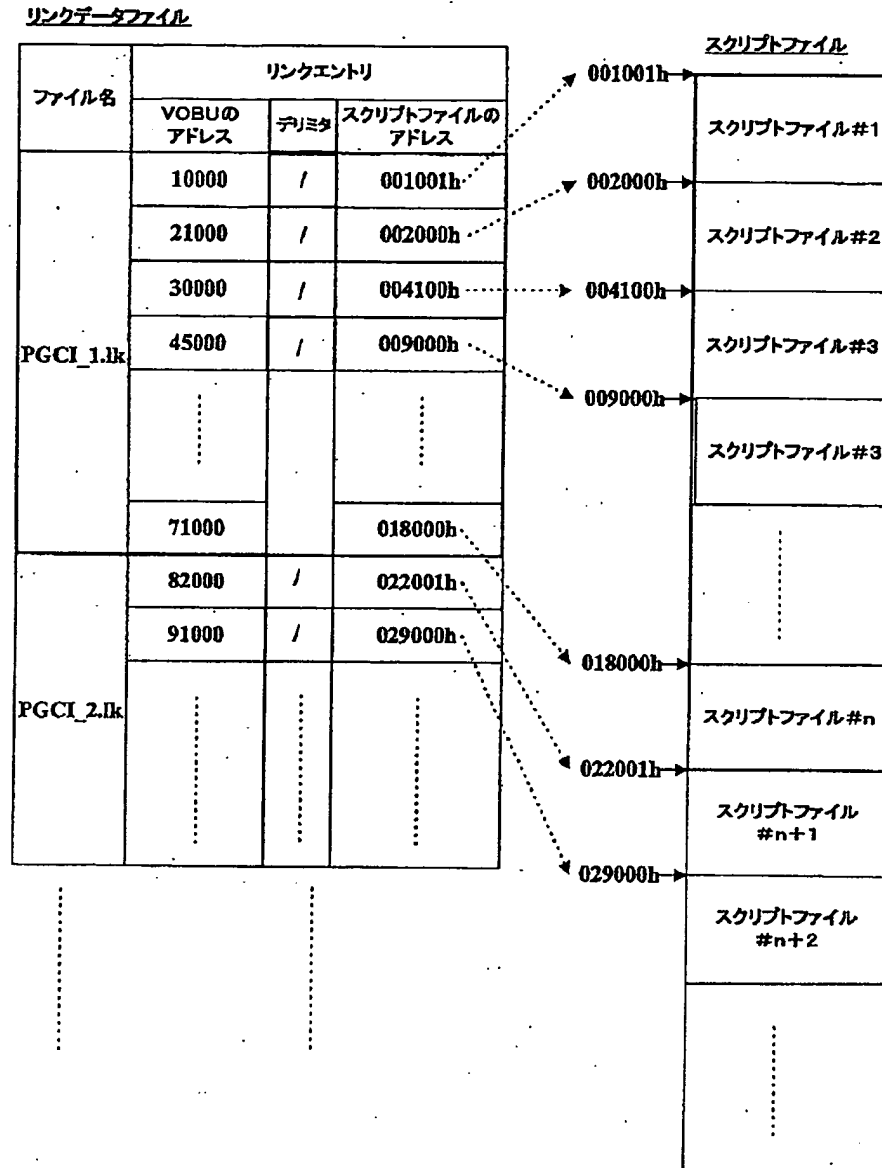 リンクデータファイル
ファイル名
リンクエントリ
VOBUの
アドレス
デリミタ
スクリプトファイルの
アドレス
PGCI_1.lk
10000 / 001001h
21000 / 002000h
30000 / 004100h
45000 / 009000h
71000 018000h
PGCI_2.lk
82000 / 022001h
91000 / 029000h
スクリプトファイル
001001h
スクリプトファイル#1
002000h
スクリプトファイル#2
004100h
スクリプトファイル#3
009000h
スクリプトファイル#3
018000h
スクリプトファイル#n
022001h
スクリプトファイル
#n+1
029000h
スクリプトファイル
#n+2